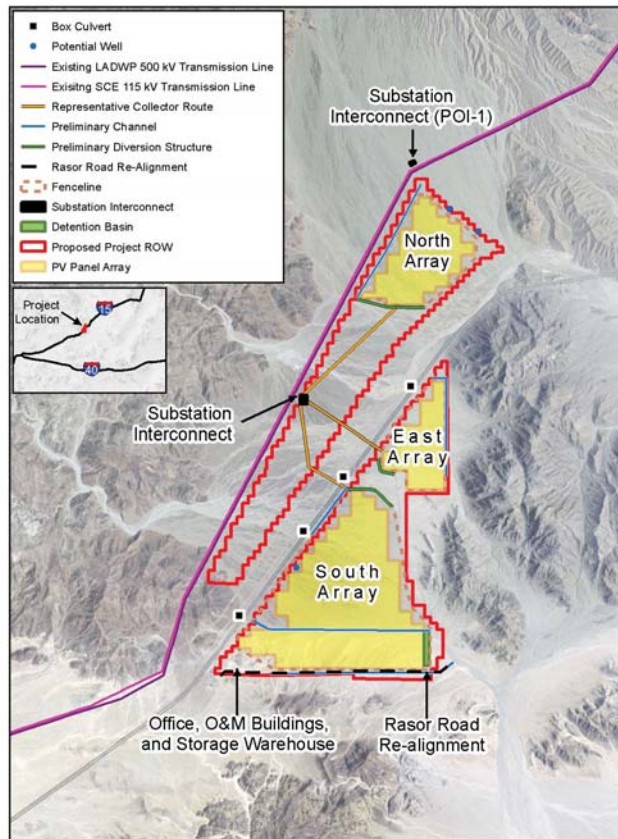 Box Culvert
Potential Well
Existing LADWP 500 kV Transmission Line
Exisitng SCE 115 kV Transmission Line
Representative Collector Route
Preliminary Channel
Preliminary Diversion Structure
Rasor Road Re-Alignment
Fenceline
Substation Interconnect
Detention Basin
Proposed Project ROW
PV Panel Array
Project
Location
15
40
Substation
Interconnect (POI-1)
North
Array
Substation
Interconnect
East
Array
South
Array
Office, O&M Buildings,
and Storage Warehouse
Rasor Road
Re-alignment